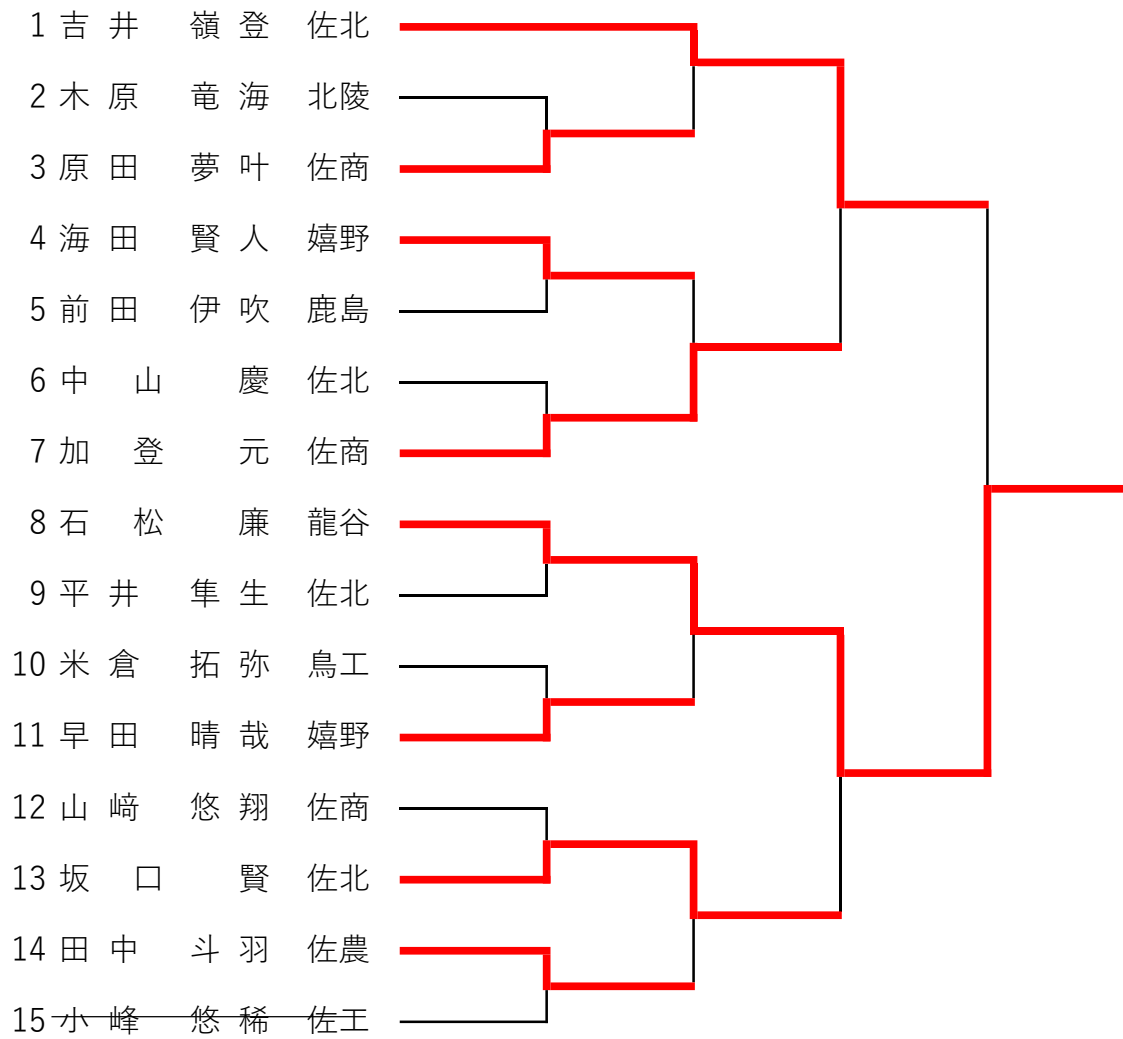 1 吉井 嶺登 佐北
2 木原 竜海 北陵
3 原田 夢叶 佐商
4 海田 賢人 嬉野
5 前田 伊吹 鹿島
6 中山 慶 佐北
7 加登 元 佐商
8 石松 廉 龍谷
9 平井 隼生 佐北
10 米倉 拓弥 鳥工
11 早田 晴哉 嬉野
12 山﨑 悠翔 佐商
13 坂口 賢 佐北
14 田中 斗羽 佐農
15 小峰 悠稀 佐工